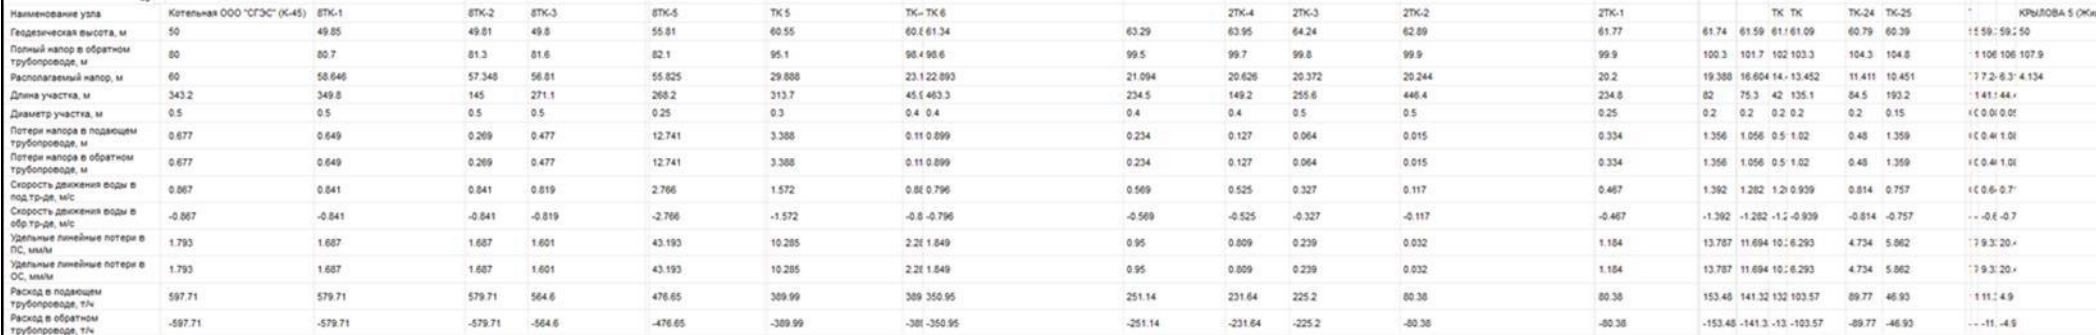 Наименование узла Котельная ООО "СГЭС" (К-45) 8ТК-1 8ТК-2 8ТК-3 8ТК-5 ТК 5 ТК- ТК 6 2ТК-4 2ТК-3 2ТК-2 2ТК-1 ТК ТК ТК-24 ТК-25 КРЫЛОВА 5
Геодезическая высота, м 50 49.85 49.81 49.8 55.81 60.55 61.34 63.29 63.95 64.24 62.89 61.77 61.74 61.59 61.09 60.79 60.39 50
Полный напор в обратном
трубопроводе, м 80 80.7 81.3 81.6 82.1 95.1 98.4 98.6 99.5 99.7 99.8 99.9 99.9 100.3 101.7 102 103.3 104.3 104.8 106 106 107.9
Располагаемый напор, м 60 58.646 57.348 56.81 55.825 29.888 23.1 22.893 21.094 20.626 20.372 20.244 20.2 19.388 16.604 14. 13.452 11.411 10.451 4.134
Длина участка, м 343.2 349.8 145 271.1 268.2 313.7 463.3 234.5 149.2 255.6 446.4 234.8 82 75.3 42 135.1 84.5 193.2
Диаметр участка, м 0.5 0.5 0.5 0.5 0.25 0.3 0.4 0.4 0.4 0.4 0.5 0.5 0.25 0.2 0.2 0.2 0.2 0.2 0.15
Потери напора в подающем
трубопроводе, м 0.677 0.649 0.269 0.477 12.741 3.388 0.11 0.899 0.234 0.127 0.064 0.015 0.334 1.356 1.056 0.5 1.02 0.48 1.359
Потери напора в обратном
трубопроводе, м 0.677 0.649 0.269 0.477 12.741 3.388 0.11 0.899 0.234 0.127 0.064 0.015 0.334 1.356 1.056 0.5 1.02 0.48 1.359
Скорость движения воды в
под.тр-де, м/с 0.867 0.841 0.841 0.819 2.766 1.572 0.796 0.569 0.525 0.327 0.117 0.467 1.392 1.282 0.939 0.814 0.757
Скорость движения воды в
обр.тр-де, м/с -0.867 -0.841 -0.841 -0.819 -2.766 -1.572 -0.8 -0.796 -0.569 -0.525 -0.327 -0.117 -0.467 -1.392 -1.282 -1.2 -0.939 -0.814 -0.757
Удельные линейные потери в
ПС, мм/м 1.793 1.687 1.687 1.601 43.193 10.285 1.849 0.95 0.809 0.239 0.032 1.184 13.787 11.694 6.293 4.734 5.862
Удельные линейные потери в
ОС, мм/м 1.793 1.687 1.687 1.601 43.193 10.285 1.849 0.95 0.809 0.239 0.032 1.184 13.787 11.694 6.293 4.734 5.862
Расход в подающем
трубопроводе, т/ч 597.71 579.71 579.71 564.6 476.65 389.99 389 350.95 251.14 231.64 225.2 80.38 80.38 153.48 141.32 132 103.57 89.77 46.93 4.9
Расход в обратном
трубопроводе, т/ч -597.71 -579.71 -579.71 -564.6 -476.65 -389.99 -350.95 -251.14 -231.64 -225.2 -80.38 -80.38 -153.48 -141.3 -103.57 -89.77 -46.93 -4.9